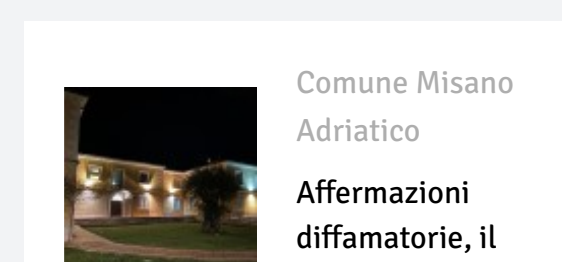 Comune Misano
Adriatico
Affermazioni
diffamatorie, il